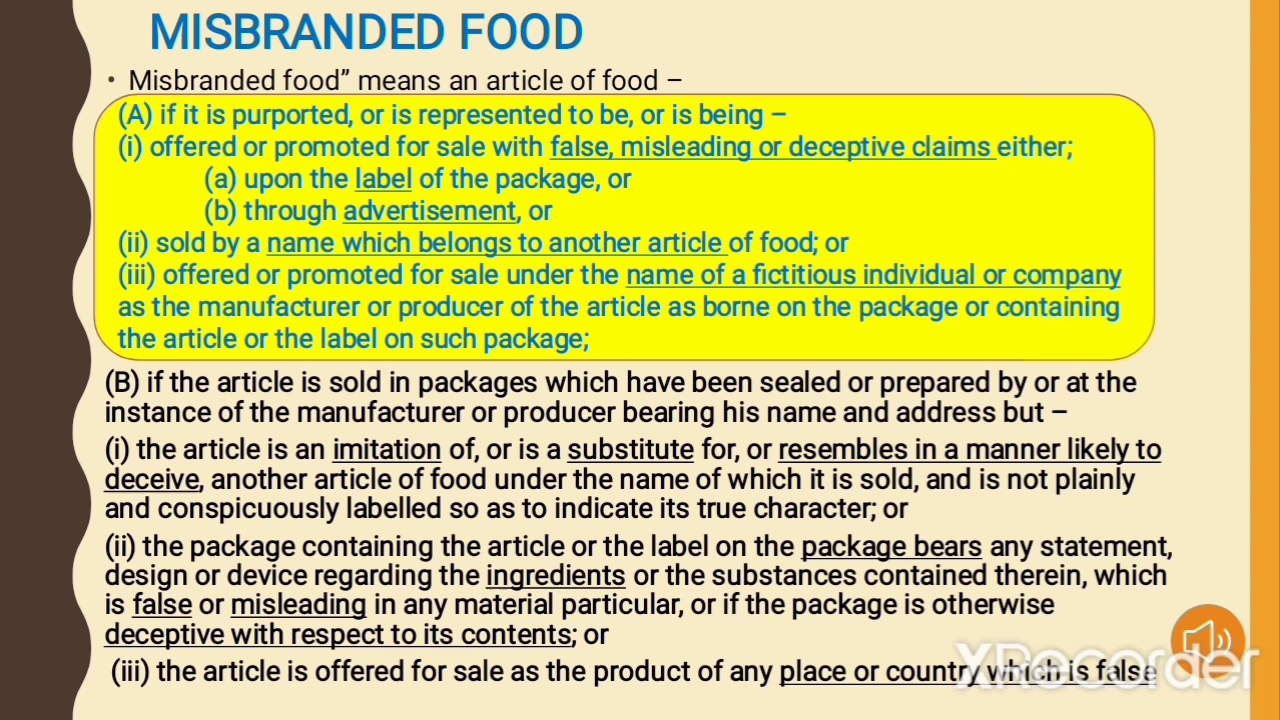 MISBRANDED FOOD
• Misbranded food” means an article of food –
(A) if it is purported, or is represented to be, or is being –
(i) offered or promoted for sale with false, misleading or deceptive claims either;
(a) upon the label of the package, or
(b) through advertisement, or
(ii) sold by a name which belongs to another article of food; or
(iii) offered or promoted for sale under the name of a fictitious individual or company
as the manufacturer or producer of the article as borne on the package or containing
the article or the label on such package;
(B) if the article is sold in packages which have been sealed or prepared by or at the
instance of the manufacturer or producer bearing his name and address but –
(i) the article is an imitation of, or is a substitute for, or resembles in a manner likely to
deceive, another article of food under the name of which it is sold, and is not plainly
and conspicuously labelled so as to indicate its true character; or
(ii) the package containing the article or the label on the package bears any statement,
design or device regarding the ingredients or the substances contained therein, which
is false or misleading in any material particular, or if the package is otherwise
deceptive with respect to its contents; or
(iii) the article is offered for sale as the product of any place or country which is false
XRecorder